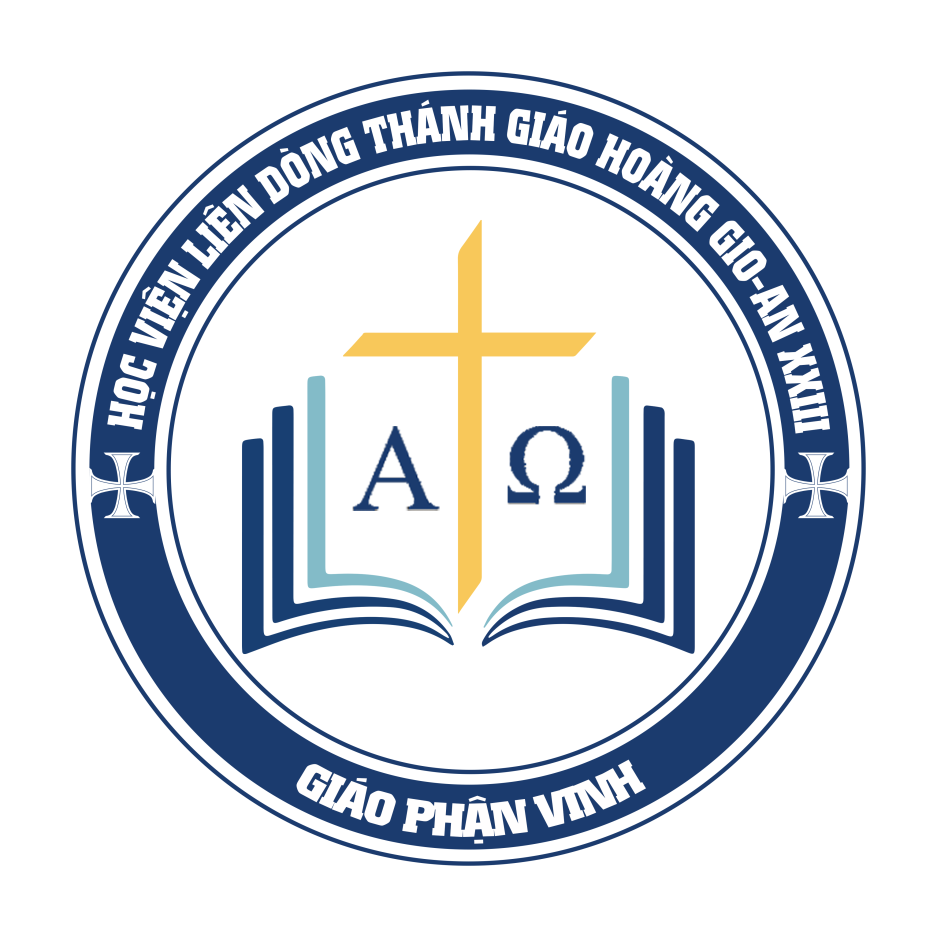 HỌC VIỆN LIÊN DÒNG THÁNH GIÁO HOÀNG GIO-AN XXIII
Α Ω
GIÁO PHẬN VINH